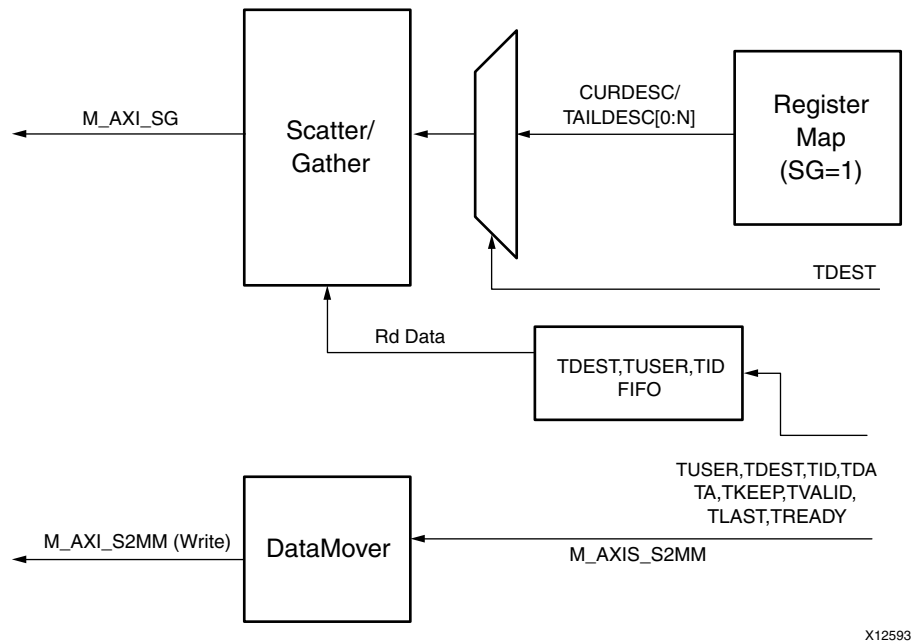 M_AXI_SG
Scatter/
Gather
CURDESC/
TAILDESC[0:N]
Register
Map
(SG=1)
TDEST
Rd Data
TDEST,TUSER,TID
FIFO
TUSER,TDEST,TID,TDA
TA,TKEEP,TVALID,
TLAST,TREADY
M_AXI_S2MM (Write)
DataMover
M_AXIS_S2MM
X12593